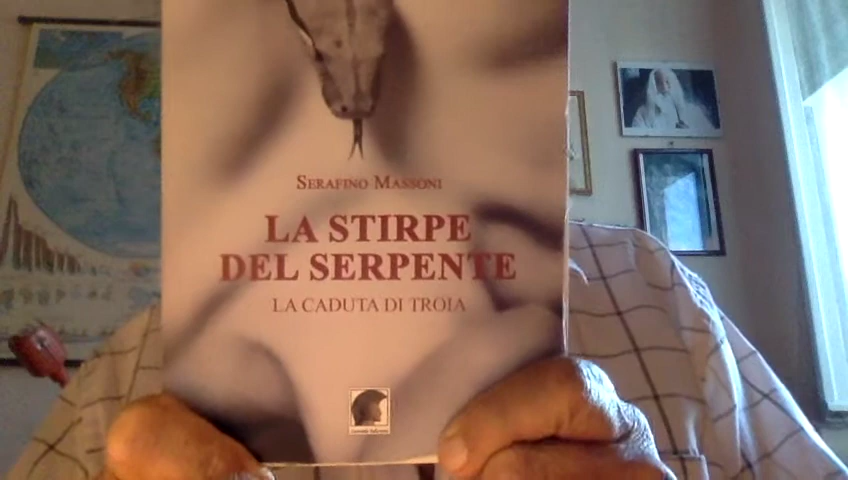 SERAFINO MASSONI
LA STIRPE
DEL SERPENTE
LA CADUTA DI TROIA